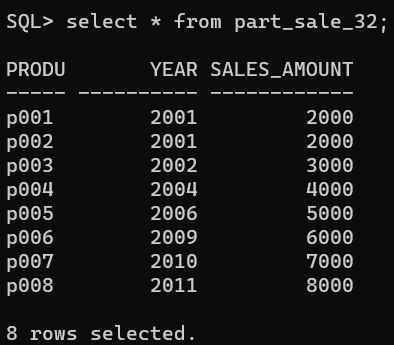 SQL> select * from part_sale_32;
PRODU       YEAR SALES_AMOUNT
----- ---------- ------------
p001        2001         2000
p002        2001         2000
p003        2002         3000
p004        2004         4000
p005        2006         5000
p006        2009         6000
p007        2010         7000
p008        2011         8000
8 rows selected.